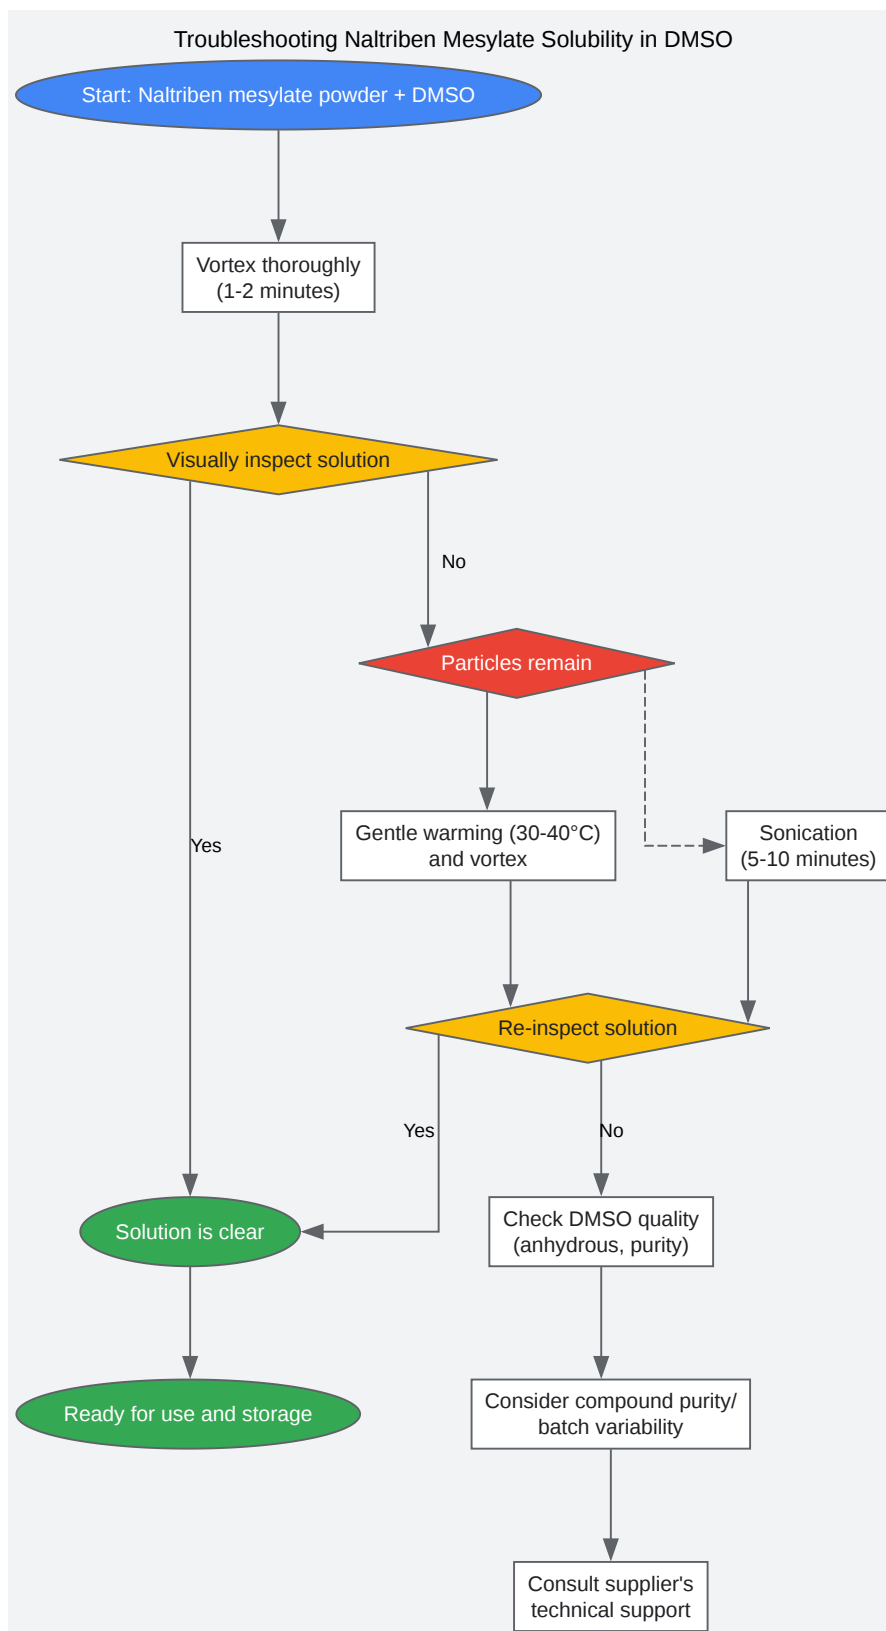 Troubleshooting Naltriben Mesylate Solubility in DMSO
Start: Naltriben mesylate powder + DMSO
Vortex thoroughly
(1-2 minutes)
Visually inspect solution
No
Particles remain
Yes
Gentle warming (30-40°C)
and vortex
Sonication
(5-10 minutes)
Re-inspect solution
Yes
No
Solution is clear
Check DMSO quality
(anhydrous, purity)
Ready for use and storage
Consider compound purity/
batch variability
Consult supplier's
technical support